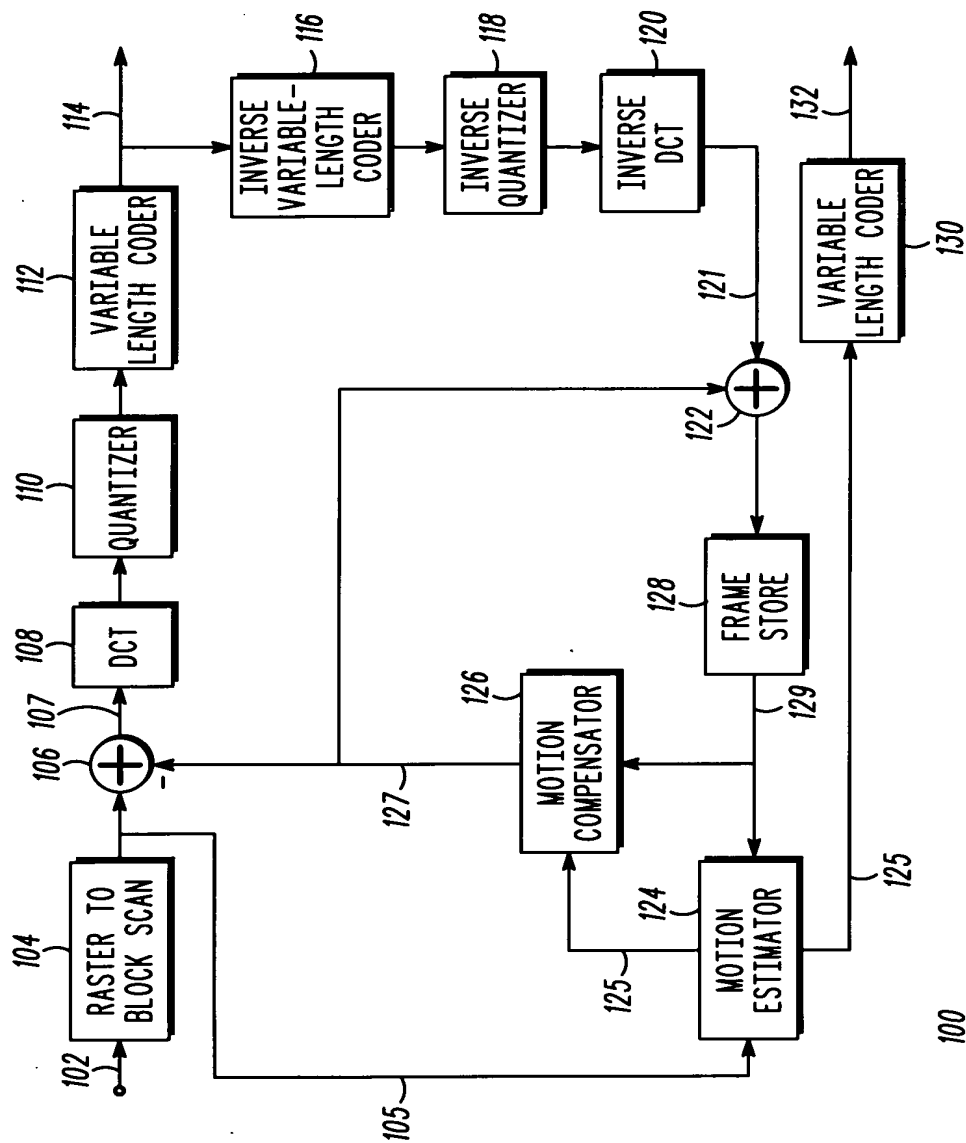 102
104
RASTER TO
BLOCK SCAN
105
106
-
107
108
DCT
110
QUANTIZER
112
VARIABLE
LENGTH CODER
114
INVERSE
VARIABLE-
LENGTH
CODER
116
INVERSE
QUANTIZER
118
INVERSE
DCT
120
121
122
128
FRAME
STORE
129
126
MOTION
COMPENSATOR
127
124
MOTION
ESTIMATOR
125
125
VARIABLE
LENGTH CODER
130
132
100